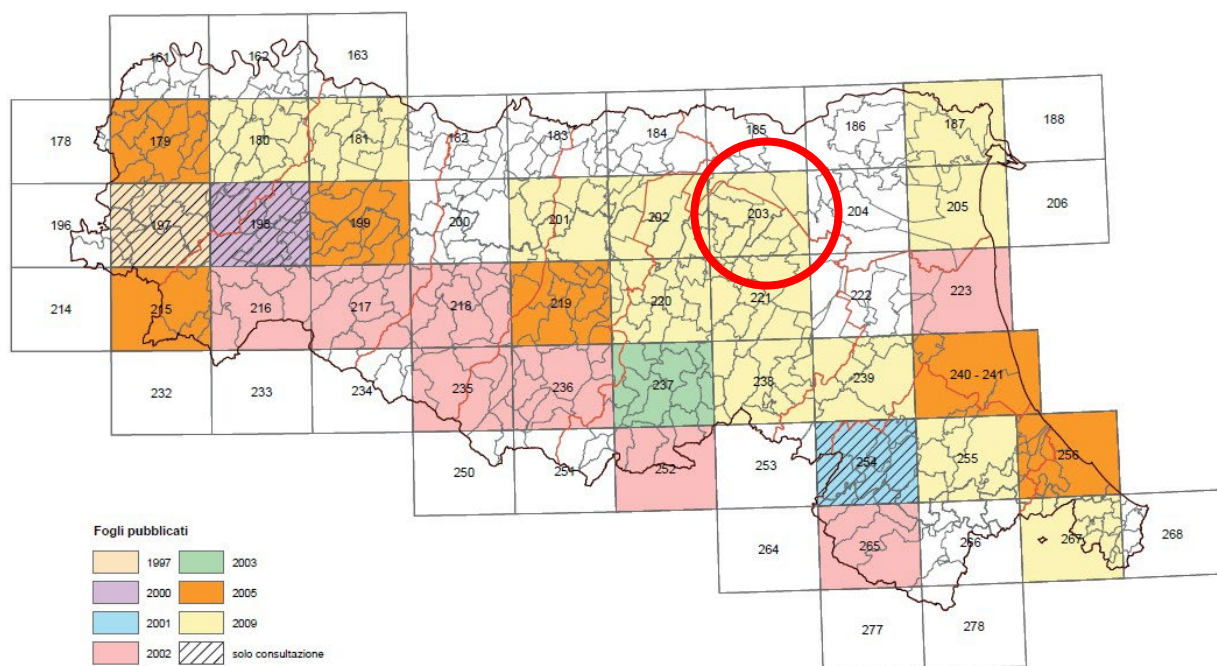 161 162 163
178 179 180 181 182 183 184 185 186 187 188
196 197 198 199 200 201 202 203 204 205 206
214 215 216 217 218 219 220 221 222 223
232 233 234 235 236 237 238 239 240 - 241
250 251 252 253 254 255 256
264 265 266 267 268
277 278
Fogli pubblicati
1997 2003
2000 2005
2001 2009
2002 solo consultazione